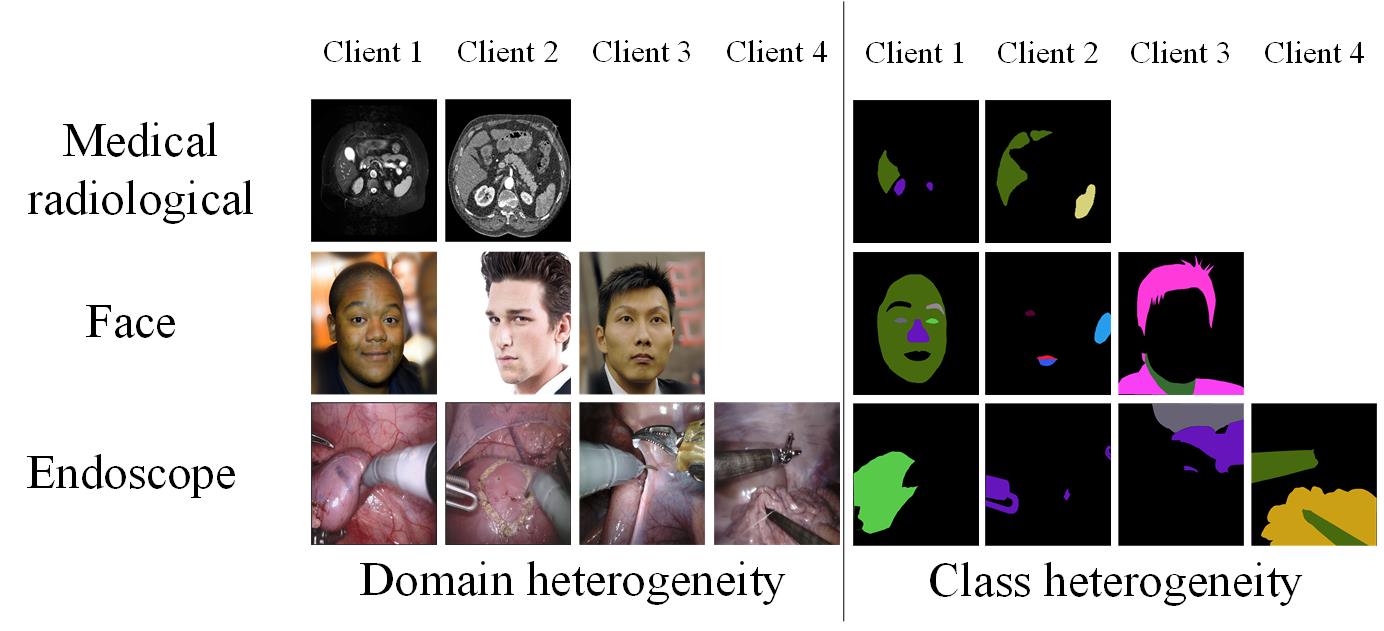 Client 1 Client 2 Client 3 Client 4 Client 1 Client 2 Client 3 Client 4
Medical
radiological
Face
Endoscope
Domain heterogeneity Class heterogeneity